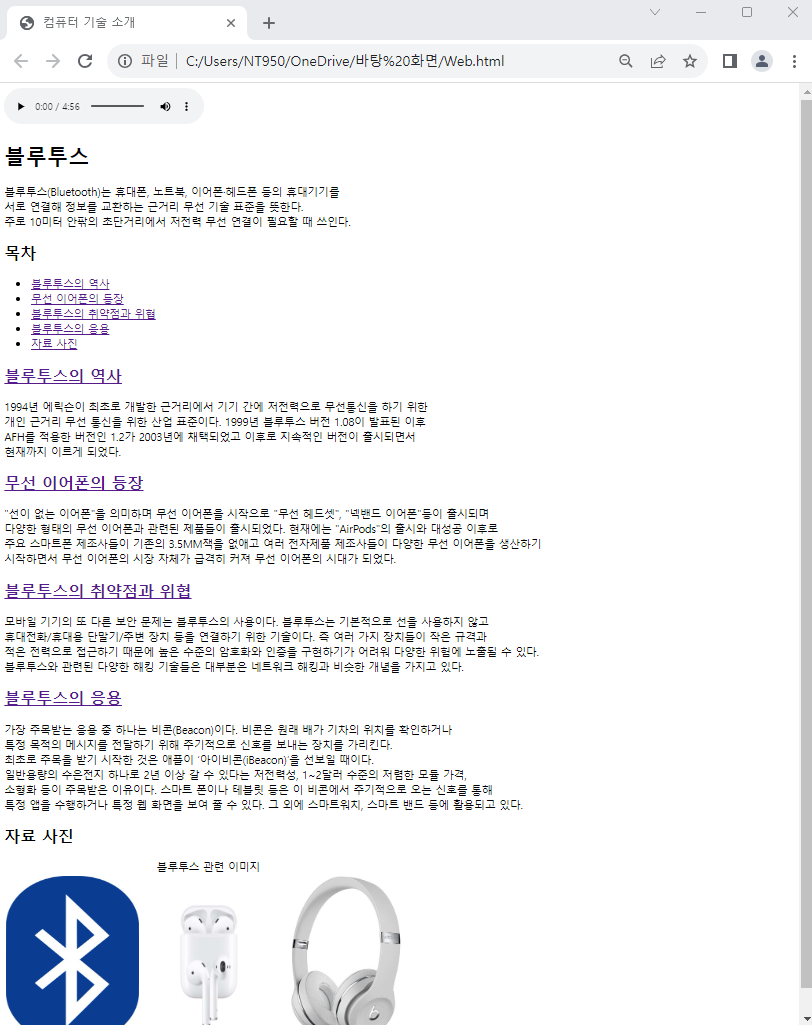 컴퓨터 기술 소개
파일 C:/Users/NT950/OneDrive/바탕%20화면/Web.html
0:00 / 4:56
블루투스
블루투스(Bluetooth)는 휴대폰, 노트북, 이어폰·헤드폰 등의 휴대기기를
서로 연결해 정보를 교환하는 근거리 무선 기술 표준을 뜻한다.
주로 10미터 안팎의 초단거리에서 저전력 무선 연결이 필요할 때 쓰인다.
목차
블루투스의 역사
무선 이어폰의 등장
블루투스의 취약점과 위협
블루투스의 응용
자료 사진
블루투스의 역사
1994년 에릭슨이 최초로 개발한 근거리에서 기기 간에 저전력으로 무선통신을 하기 위한
개인 근거리 무선 통신을 위한 산업 표준이다. 1999년 블루투스 버전 1.08이 발표된 이후
AFH를 적용한 버전인 1.2가 2003년에 채택되었고 이후로 지속적인 버전이 출시되면서
현재까지 이르게 되었다.
무선 이어폰의 등장
"선이 없는 이어폰"을 의미하며 무선 이어폰을 시작으로 "무선 헤드셋", "넥밴드 이어폰"등이 출시되며
다양한 형태의 무선 이어폰과 관련된 제품들이 출시되었다. 현재에는 "AirPods"의 출시와 대성공 이후로
주요 스마트폰 제조사들이 기존의 3.5MM잭을 없애고 여러 전자제품 제조사들이 다양한 무선 이어폰을 생산하기
시작하면서 무선 이어폰의 시장 자체가 급격히 커져 무선 이어폰의 시대가 되었다.
블루투스의 취약점과 위협
모바일 기기의 또 다른 보안 문제는 블루투스의 사용이다. 블루투스는 기본적으로 선을 사용하지 않고
휴대전화/휴대용 단말기/주변 장치 등을 연결하기 위한 기술이다. 즉 여러 가지 장치들이 작은 규격과
적은 전력으로 접근하기 때문에 높은 수준의 암호화와 인증을 구현하기가 어려워 다양한 위험에 노출될 수 있다.
블루투스와 관련된 다양한 해킹 기술들은 대부분은 네트워크 해킹과 비슷한 개념을 가지고 있다.
블루투스의 응용
가장 주목받는 응용 중 하나는 비콘(Beacon)이다. 비콘은 원래 배가 기차의 위치를 확인하거나
특정 목적의 메시지를 전달하기 위해 주기적으로 신호를 보내는 장치를 가리킨다.
최초로 주목을 받기 시작한 것은 애플이 '아이비콘(iBeacon)'을 선보일 때이다.
일반용량의 수은전지 하나로 2년 이상 갈 수 있다는 저전력성, 1~2달러 수준의 저렴한 모듈 가격,
소형화 등이 주목받은 이유이다. 스마트 폰이나 태블릿 등은 이 비콘에서 주기적으로 오는 신호를 통해
특정 앱을 수행하거나 특정 웹 화면을 보여 줄 수 있다. 그 외에 스마트워치, 스마트 밴드 등에 활용되고 있다.
자료 사진
블루투스 관련 이미지